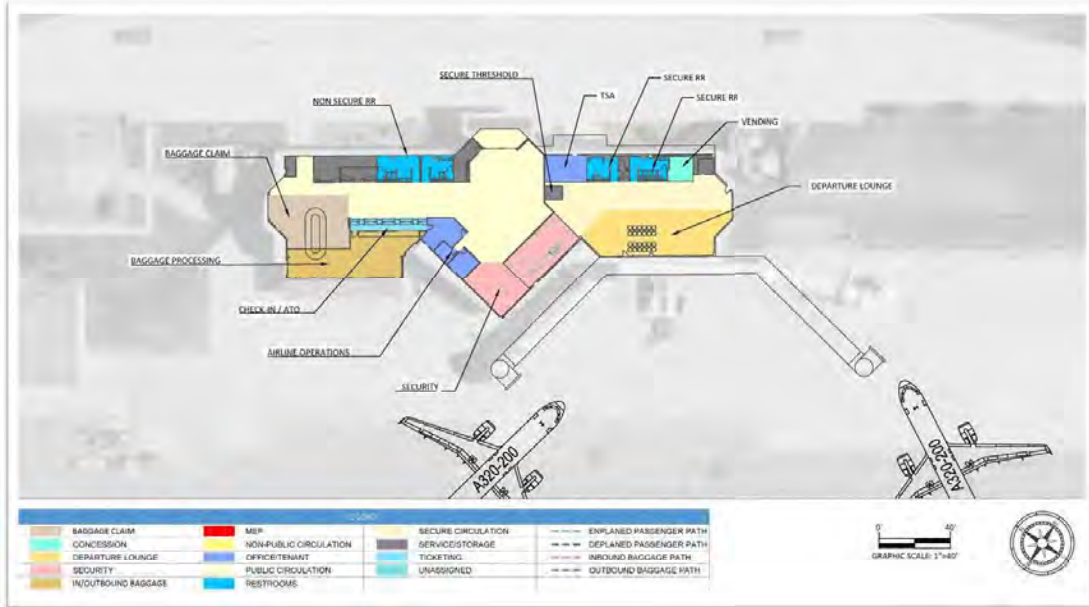 SECURE THRESHOLD
SECURE RR
TSA
SECURE RR
NON SECURE RR
VENDING
BAGGAGE CLAIM
DEPARTURE LOUNGE
BAGGAGE PROCESSING
CHECK-IN / ATO
AIRLINE OPERATIONS
SECURITY
A320-200
A320-200
LEGEND
BAGGAGE CLAIM
MEP
SECURE CIRCULATION
ENPLANED PASSENGER PATH
CONCESSION
NON-PUBLIC CIRCULATION
SERVICE/STORAGE
DEPLANED PASSENGER PATH
DEPARTURE LOUNGE
OFFICE/TENANT
TICKETING
INBOUND BAGGAGE PATH
SECURITY
PUBLIC CIRCULATION
UNASSIGNED
OUTBOUND BAGGAGE PATH
IN/OUTBOUND BAGGAGE
RESTROOMS
0' 40'
GRAPHIC SCALE: 1"=40'